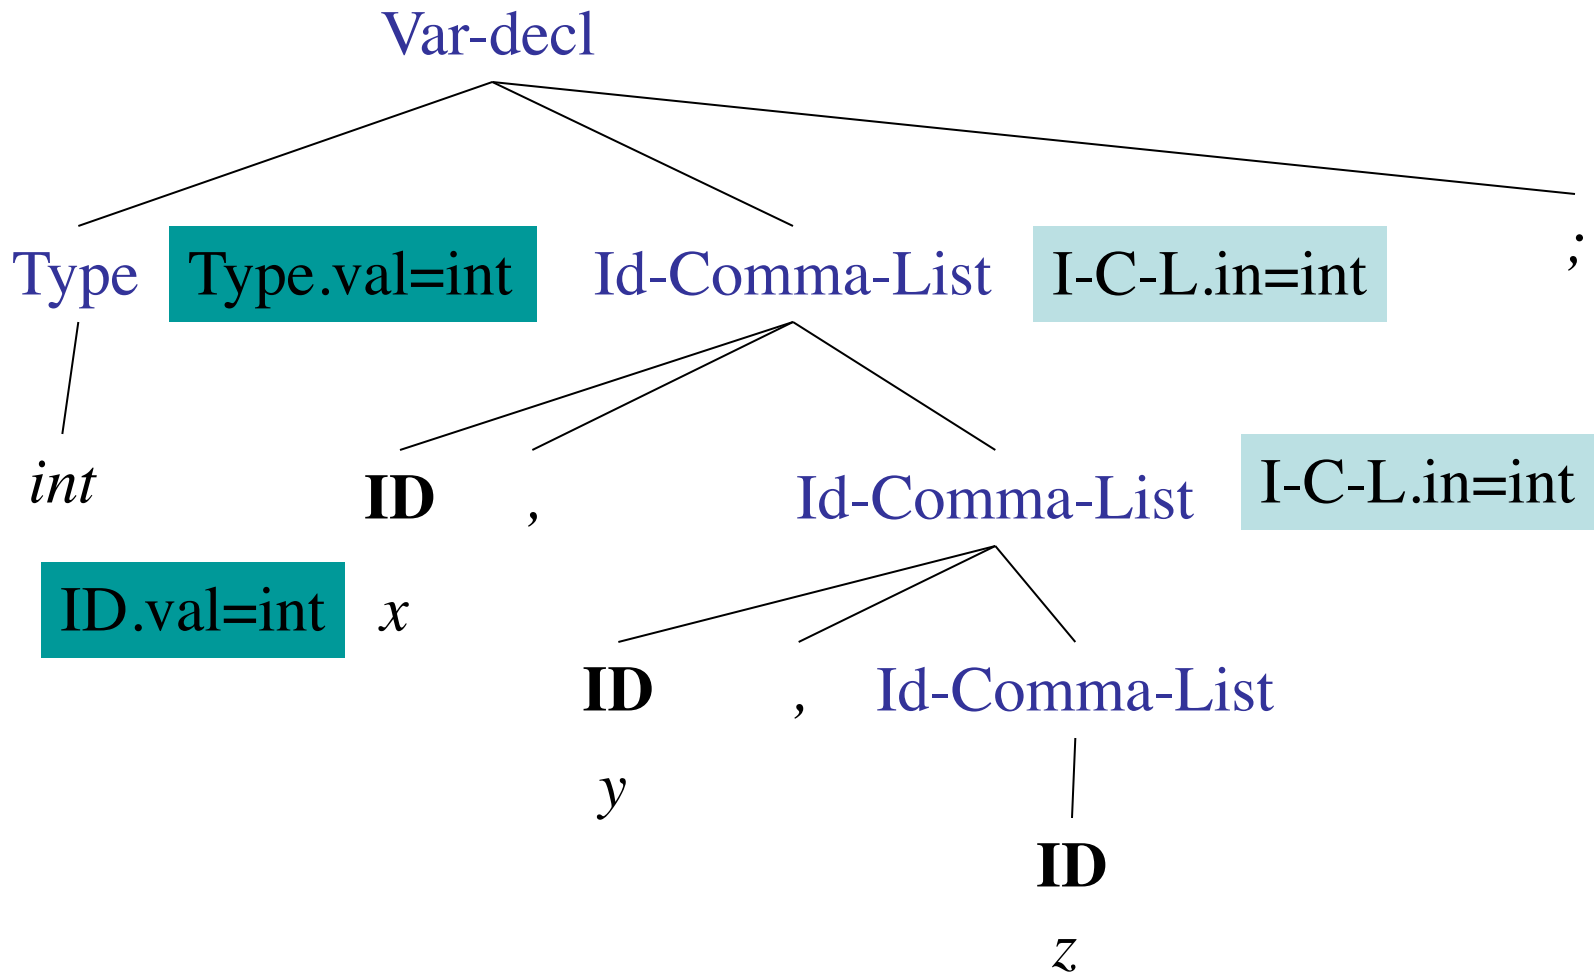 Var-decl
Type Type.val=int Id-Comma-List I-C-L.in=int ;
int ID , Id-Comma-List I-C-L.in=int
ID.val=int x
ID , Id-Comma-List
y
ID
z